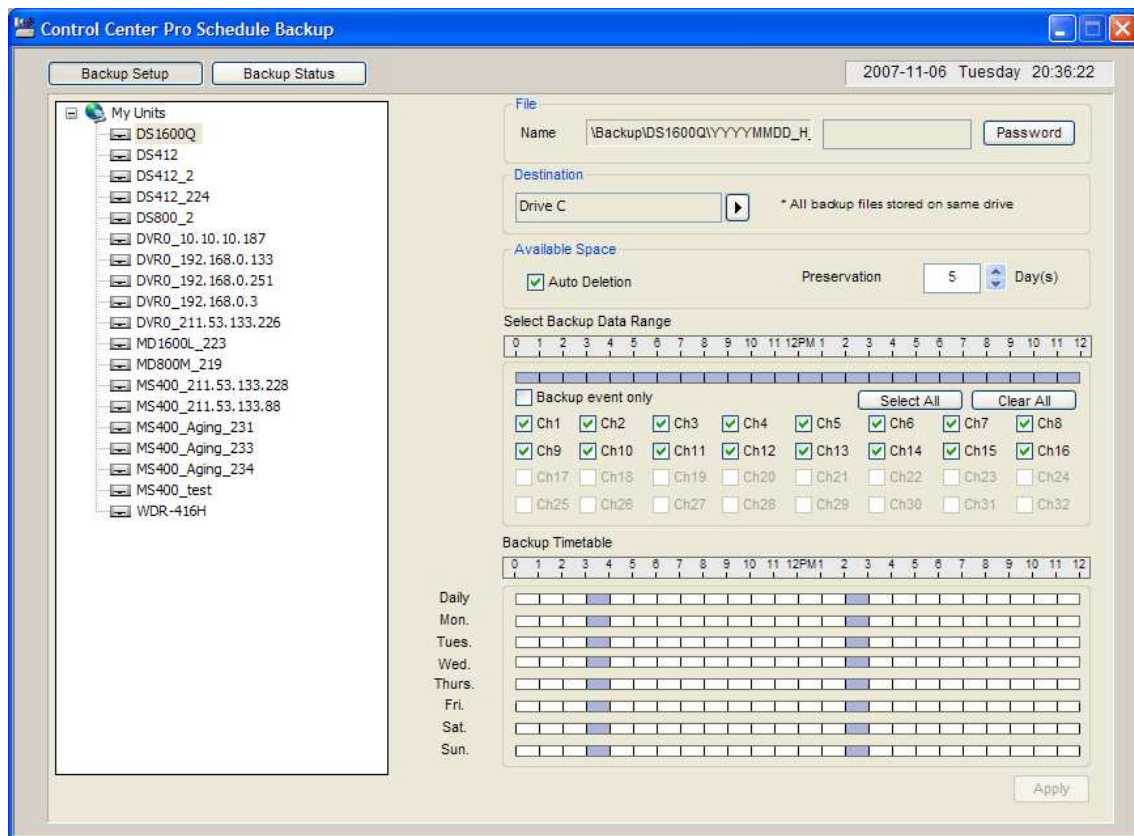 Control Center Pro Schedule Backup
Backup Setup Backup Status 2007-11-06 Tuesday 20:36:22
My Units
DS1600Q
DS412
DS412_2
DS412_224
DS800_2
DVR0_10.10.10.187
DVR0_192.168.0.133
DVR0_192.168.0.251
DVR0_192.168.0.3
DVR0_211.53.133.226
MD1600L_223
MD800M_219
MS400_211.53.133.228
MS400_211.53.133.88
MS400_Aging_231
MS400_Aging_233
MS400_Aging_234
MS400_test
WDR-416H
File
Name \Backup\DS1600Q\YYYYMMDD_H_ Password
Destination
Drive C * All backup files stored on same drive
Available Space
Auto Deletion Preservation 5 Day(s)
Select Backup Data Range
0 1 2 3 4 5 6 7 8 9 10 11 12PM 1 2 3 4 5 6 7 8 9 10 11 12
Backup event only Select All Clear All
Ch1 Ch2 Ch3 Ch4 Ch5 Ch6 Ch7 Ch8
Ch9 Ch10 Ch11 Ch12 Ch13 Ch14 Ch15 Ch16
Ch17 Ch18 Ch19 Ch20 Ch21 Ch22 Ch23 Ch24
Ch25 Ch26 Ch27 Ch28 Ch29 Ch30 Ch31 Ch32
Backup Timetable
0 1 2 3 4 5 6 7 8 9 10 11 12PM 1 2 3 4 5 6 7 8 9 10 11 12
Daily
Mon.
Tues.
Wed.
Thurs.
Fri.
Sat.
Sun.
Apply